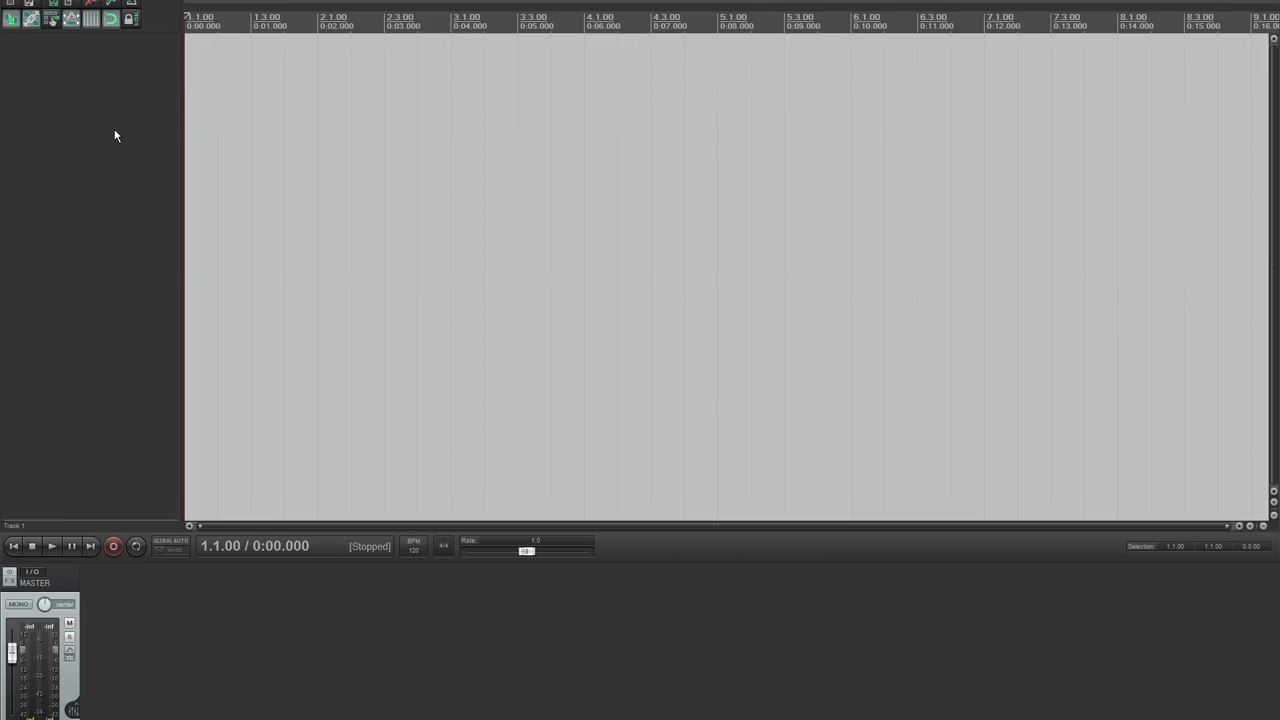 1.1.00 1.3.00 2.1.00 2.3.00 3.1.00 3.3.00 4.1.00 4.3.00 5.1.00 5.3.00 6.1.00 6.3.00 7.1.00 7.3.00 8.1.00 8.3.00 9.1.00
0:00.000 0:01.000 0:02.000 0:03.000 0:04.000 0:05.000 0:06.000 0:07.000 0:08.000 0:09.000 0:10.000 0:11.000 0:12.000 0:13.000 0:14.000 0:15.000 0:16.0
Track 1
GLOBAL AUTO
NONE
1.1.00 / 0:00.000
[Stopped]
BPM
120
4/4
Rate: 1.0
Selection: 1.1.00 1.1.00 0.0.00
I/O
FX
MASTER
MONO
center
M
-inf -inf
S
TR